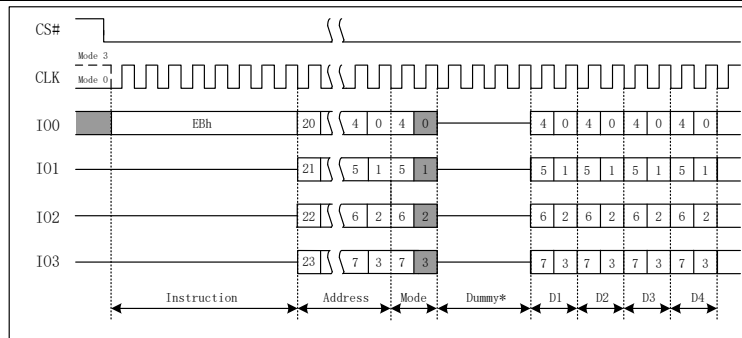 CS#
Mode 3
CLK
Mode 0
IO0 EBh 20 4 0 4 0 4 0 4 0 4 0 4 0
IO1 21 5 1 5 1 5 1 5 1 5 1 5 1
IO2 22 6 2 6 2 6 2 6 2 6 2 6 2
IO3 23 7 3 7 3 7 3 7 3 7 3 7 3
Instruction Address Mode Dummy* D1 D2 D3 D4